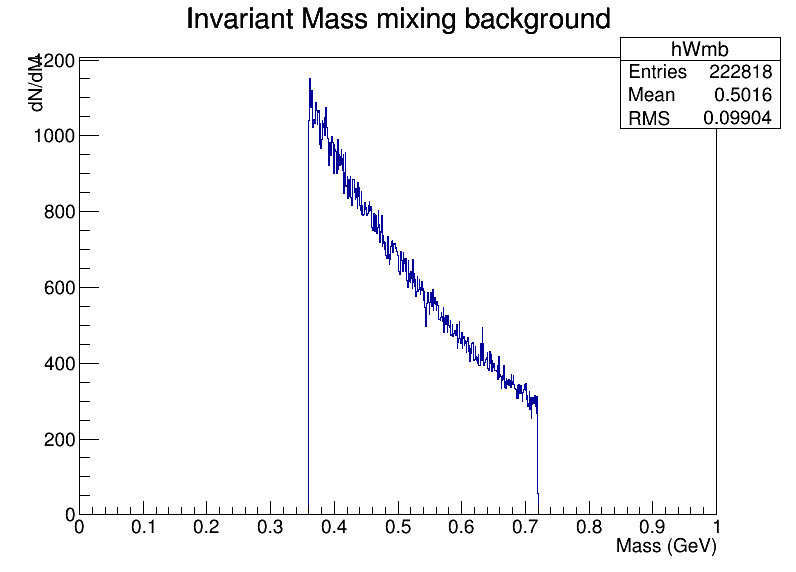 Invariant Mass mixing background
hWmb
Entries 222818
Mean 0.5016
RMS 0.09904
dN/dM
1200
1000
800
600
400
200
0
0 0.1 0.2 0.3 0.4 0.5 0.6 0.7 0.8 0.9 1
Mass (GeV)